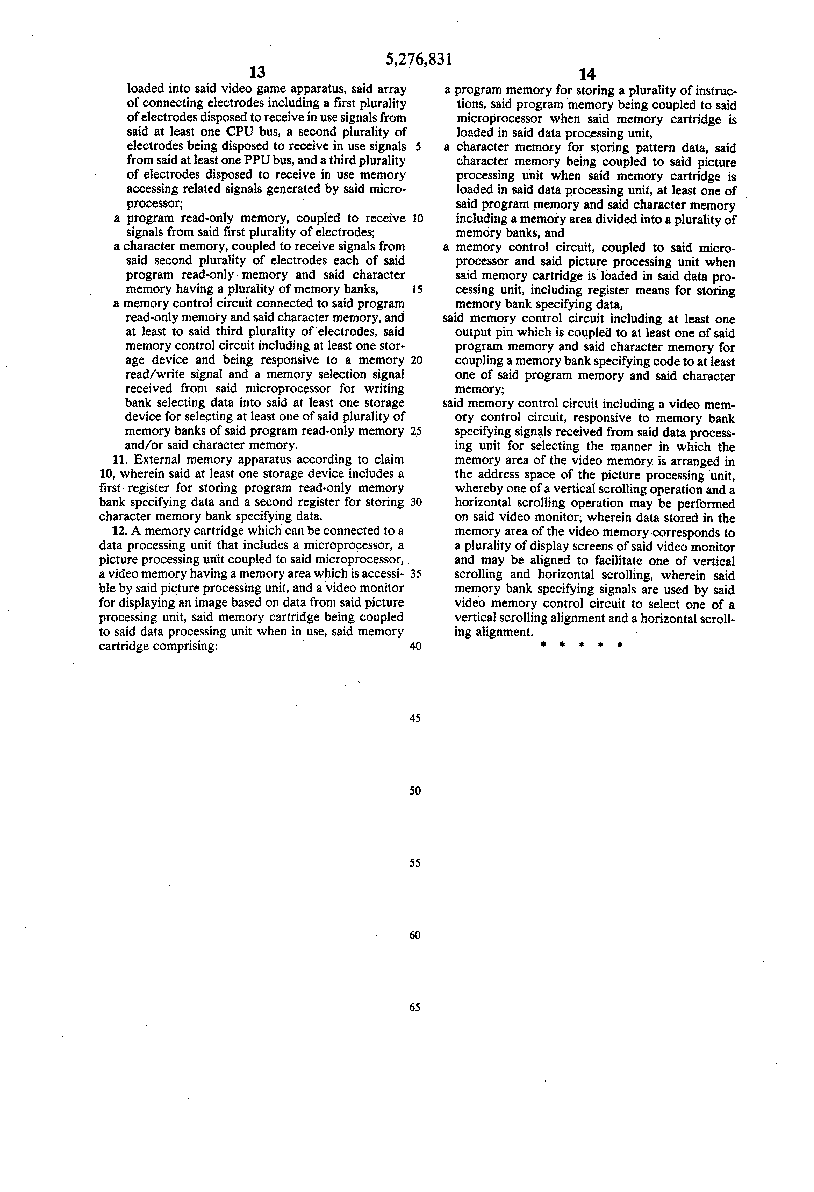 5,276,831
13
loaded into said video game apparatus, said array
of connecting electrodes including a first plurality
of electrodes disposed to receive in use signals from
said at least one CPU bus, a second plurality of
electrodes being disposed to receive in use signals 5
from said at least one PPU bus, and a third plurality
of electrodes disposed to receive in use memory
accessing related signals generated by said micro-
processor;
a program read-only memory, coupled to receive 10
signals from said first plurality of electrodes;
a character memory, coupled to receive signals from
said second plurality of electrodes each of said
program read-only memory and said character
memory having a plurality of memory banks, 15
a memory control circuit connected to said program
read-only memory and said character memory, and
at least to said third plurality of electrodes, said
memory control circuit including at least one stor-
age device and being responsive to a memory 20
read/write signal and a memory selection signal
received from said microprocessor for writing
bank selecting data into said at least one storage
device for selecting at least one of said plurality of
memory banks of said program read-only memory 25
and/or said character memory.
11. External memory apparatus according to claim
10, wherein said at least one storage device includes a
first register for storing program read-only memory
bank specifying data and a second register for storing 30
character memory bank specifying data.
12. A memory cartridge which can be connected to a
data processing unit that includes a microprocessor, a
picture processing unit coupled to said microprocessor,
a video memory having a memory area which is accessi- 35
ble by said picture processing unit, and a video monitor
for displaying an image based on data from said picture
processing unit, said memory cartridge being coupled
to said data processing unit when in use, said memory
cartridge comprising: 40
45
50
55
60
65
14
a program memory for storing a plurality of instruc-
tions, said program memory being coupled to said
microprocessor when said memory cartridge is
loaded in said data processing unit,
a character memory for storing pattern data, said
character memory being coupled to said picture
processing unit when said memory cartridge is
loaded in said data processing unit, at least one of
said program memory and said character memory
including a memory area divided into a plurality of
memory banks, and
a memory control circuit, coupled to said micro-
processor and said picture processing unit when
said memory cartridge is loaded in said data pro-
cessing unit, including register means for storing
memory bank specifying data,
said memory control circuit including at least one
output pin which is coupled to at least one of said
program memory and said character memory for
coupling a memory bank specifying code to at least
one of said program memory and said character
memory;
said memory control circuit including a video mem-
ory control circuit, responsive to memory bank
specifying signals received from said data process-
ing unit for selecting the manner in which the
memory area of the video memory is arranged in
the address space of the picture processing unit,
whereby one of a vertical scrolling operation and a
horizontal scrolling operation may be performed
on said video monitor, wherein data stored in the
memory area of the video memory corresponds to
a plurality of display screens of said video monitor
and may be aligned to facilitate one of vertical
scrolling and horizontal scrolling, wherein said
memory bank specifying signals are used by said
video memory control circuit to select one of a
vertical scrolling alignment and a horizontal scroll-
ing alignment.
* * * * *